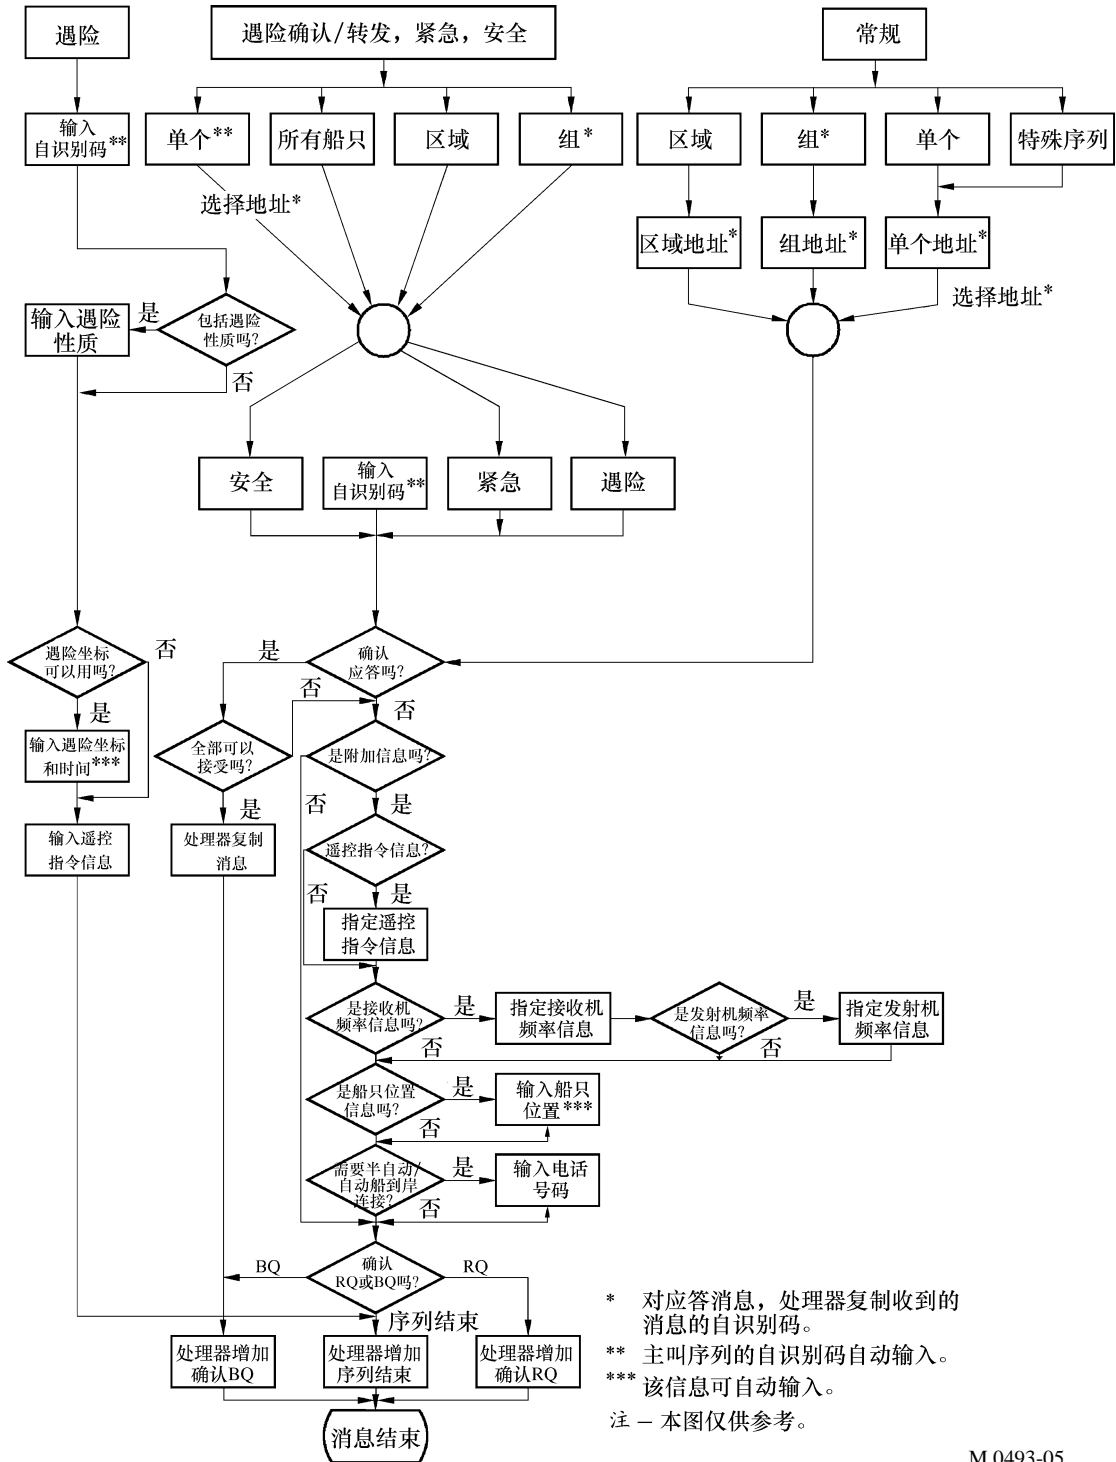 遇险
遇险确认/转发，紧急，安全
常规
输入
自识别码**
单个**
所有船只
区域
组*
区域
组*
单个
特殊序列
选择地址*
区域地址*
组地址*
单个地址*
选择地址*
输入遇险
性质
是
包括遇险
性质吗?
否
安全
输入
自识别码**
紧急
遇险
遇险坐标
可以用吗?
否
是
确认
应答吗?
是
否
否
输入遇险坐标
和时间***
全部可以
接受吗?
是附加信息吗?
是
否
是
输入遥控
指令信息
处理器复制
消息
遥控指令信息?
否
是
指定遥控
指令信息
是接收机
频率信息吗?
是
指定接收机
频率信息
是发射机频率
信息吗?
是
指定发射机
频率信息
否
否
是船只位置
信息吗?
是
输入船只
位置***
否
需要半自动/
自动船到岸
连接?
是
输入电话
号码
否
BQ
确认
RQ或BQ吗?
RQ
序列结束
处理器增加
确认BQ
处理器增加
序列结束
处理器增加
确认RQ
消息结束
* 对应答消息，处理器复制收到的
消息的自识别码。
** 主叫序列的自识别码自动输入。
*** 该信息可自动输入。
注 – 本图仅供参考。
M.0493-05